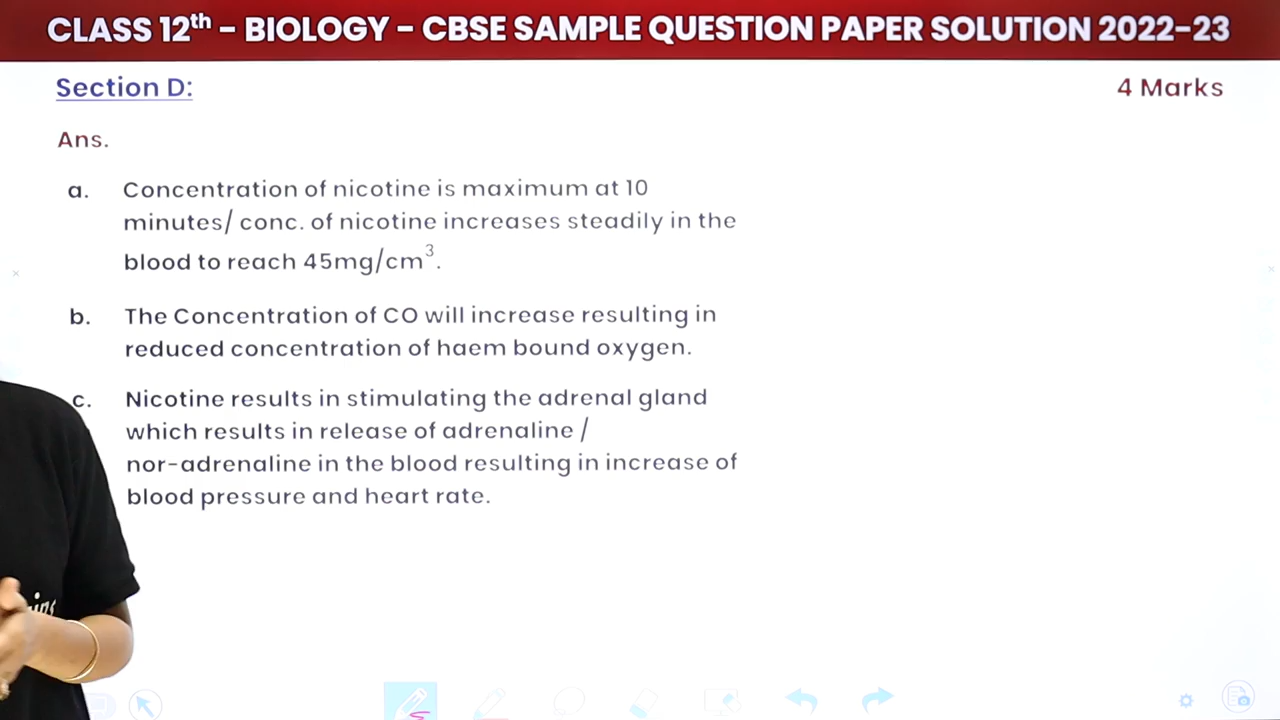 CLASS 12th – BIOLOGY – CBSE SAMPLE QUESTION PAPER SOLUTION 2022–23
Section D:
4 Marks
Ans.
a. Concentration of nicotine is maximum at 10
minutes/ conc. of nicotine increases steadily in the
blood to reach 45mg/cm³.
b. The Concentration of CO will increase resulting in
reduced concentration of haem bound oxygen.
c. Nicotine results in stimulating the adrenal gland
which results in release of adrenaline /
nor-adrenaline in the blood resulting in increase of
blood pressure and heart rate.